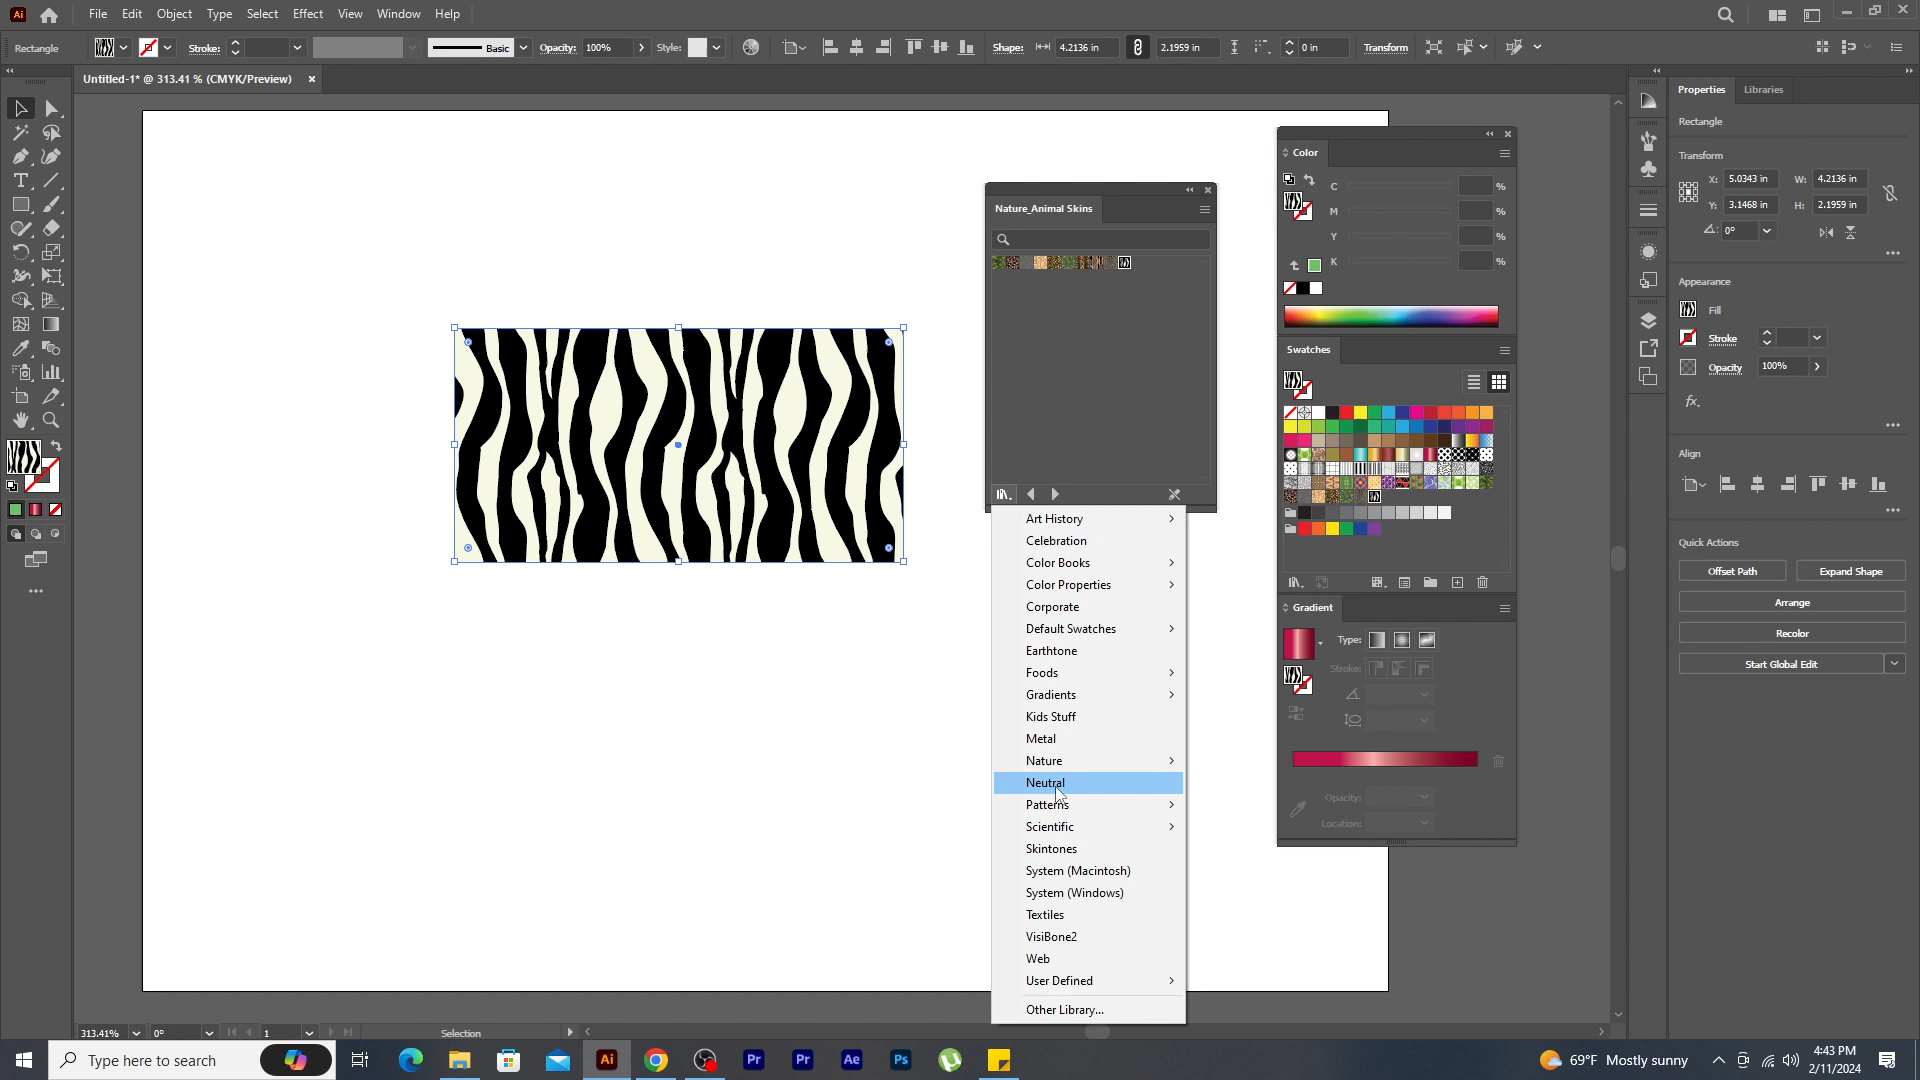 Ai File Edit Object Type Select Effect View Window Help
Rectangle Stroke: Basic Opacity: 100% Style: Shape: 4.2136 in 2.1959 in 0 in Transform
Untitled-1* @ 313.41 % (CMYK/Preview) ×
Properties Libraries
Rectangle
Transform
X: 5.0343 in W: 4.2136 in
Y: 3.1468 in H: 2.1959 in
0°
Appearance
Fill
Stroke
Opacity 100%
fx.
Align
Quick Actions
Offset Path Expand Shape
Arrange
Recolor
Start Global Edit
Color
C %
M %
Y %
K %
Swatches
Gradient
Type:
Stroke:
Opacity:
Location:
Nature_Animal Skins
Art History
Celebration
Color Books
Color Properties
Corporate
Default Swatches
Earthtone
Foods
Gradients
Kids Stuff
Metal
Nature
Neutral
Patterns
Scientific
Skintones
System (Macintosh)
System (Windows)
Textiles
VisiBone2
Web
User Defined
Other Library...
313.41% 0° 1 Selection
Type here to search
Ai Pr Pr Ae Ps
69°F Mostly sunny
4:43 PM
2/11/2024